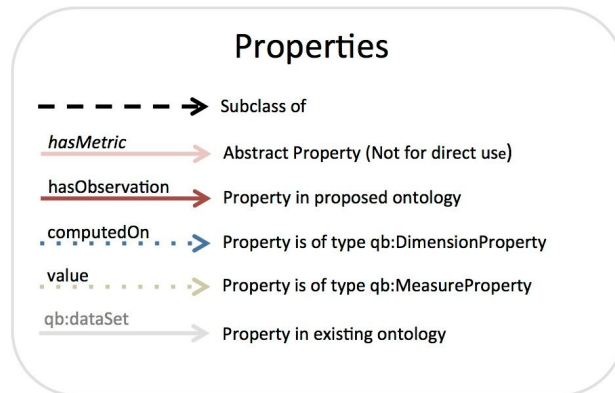 Properties
Subclass of
hasMetric
Abstract Property (Not for direct use)
hasObservation
Property in proposed ontology
computedOn
Property is of type qb:DimensionProperty
value
Property is of type qb:MeasureProperty
qb:dataSet
Property in existing ontology